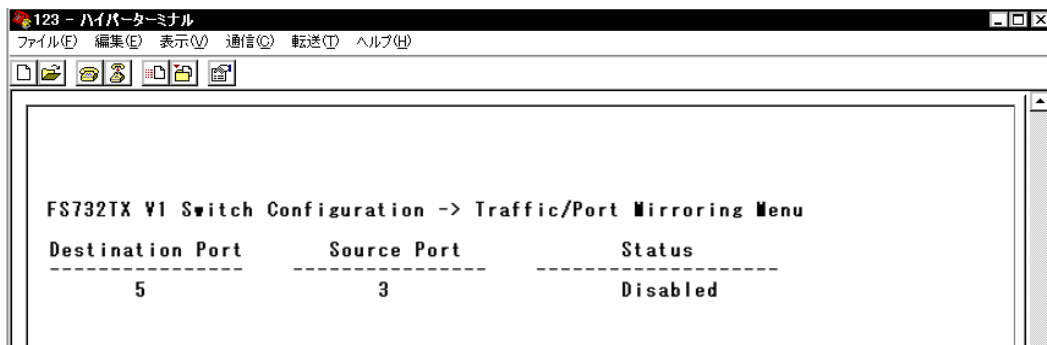 123 - ハイパーターミナル
ファイル(F) 編集(E) 表示(V) 通信(C) 転送(T) ヘルプ(H)
FS732TX V1 Switch Configuration -> Traffic/Port Mirroring Menu
Destination Port Source Port Status
---------------- ---------------- --------------------
5 3 Disabled